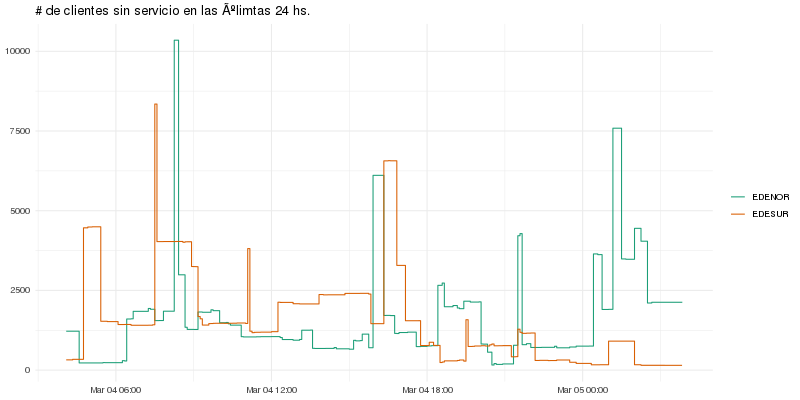 # de clientes sin servicio en las Ãºlimtas 24 hs.
10000
7500
5000
2500
0
Mar 04 06:00
Mar 04 12:00
Mar 04 18:00
Mar 05 00:00
EDENOR
EDESUR